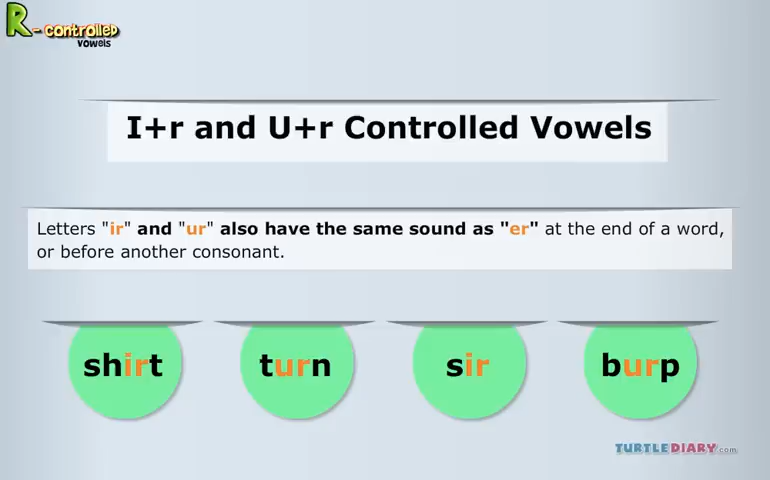 R - controlled
vowels
I+r and U+r Controlled Vowels
Letters "ir" and "ur" also have the same sound as "er" at the end of a word,
or before another consonant.
shirt turn sir burp
TURTLEDIARY.com